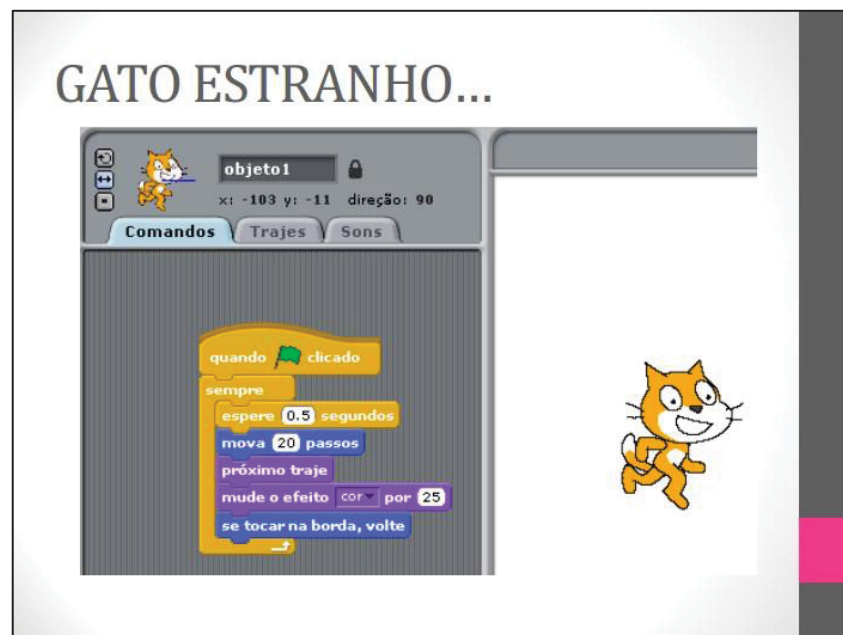 GATO ESTRANHO...
objeto1
x: -103 y: -11 direção: 90
Comandos Trajes Sons
quando clicado
sempre
espere 0.5 segundos
mova 20 passos
próximo traje
mude o efeito cor por 25
se tocar na borda, volte